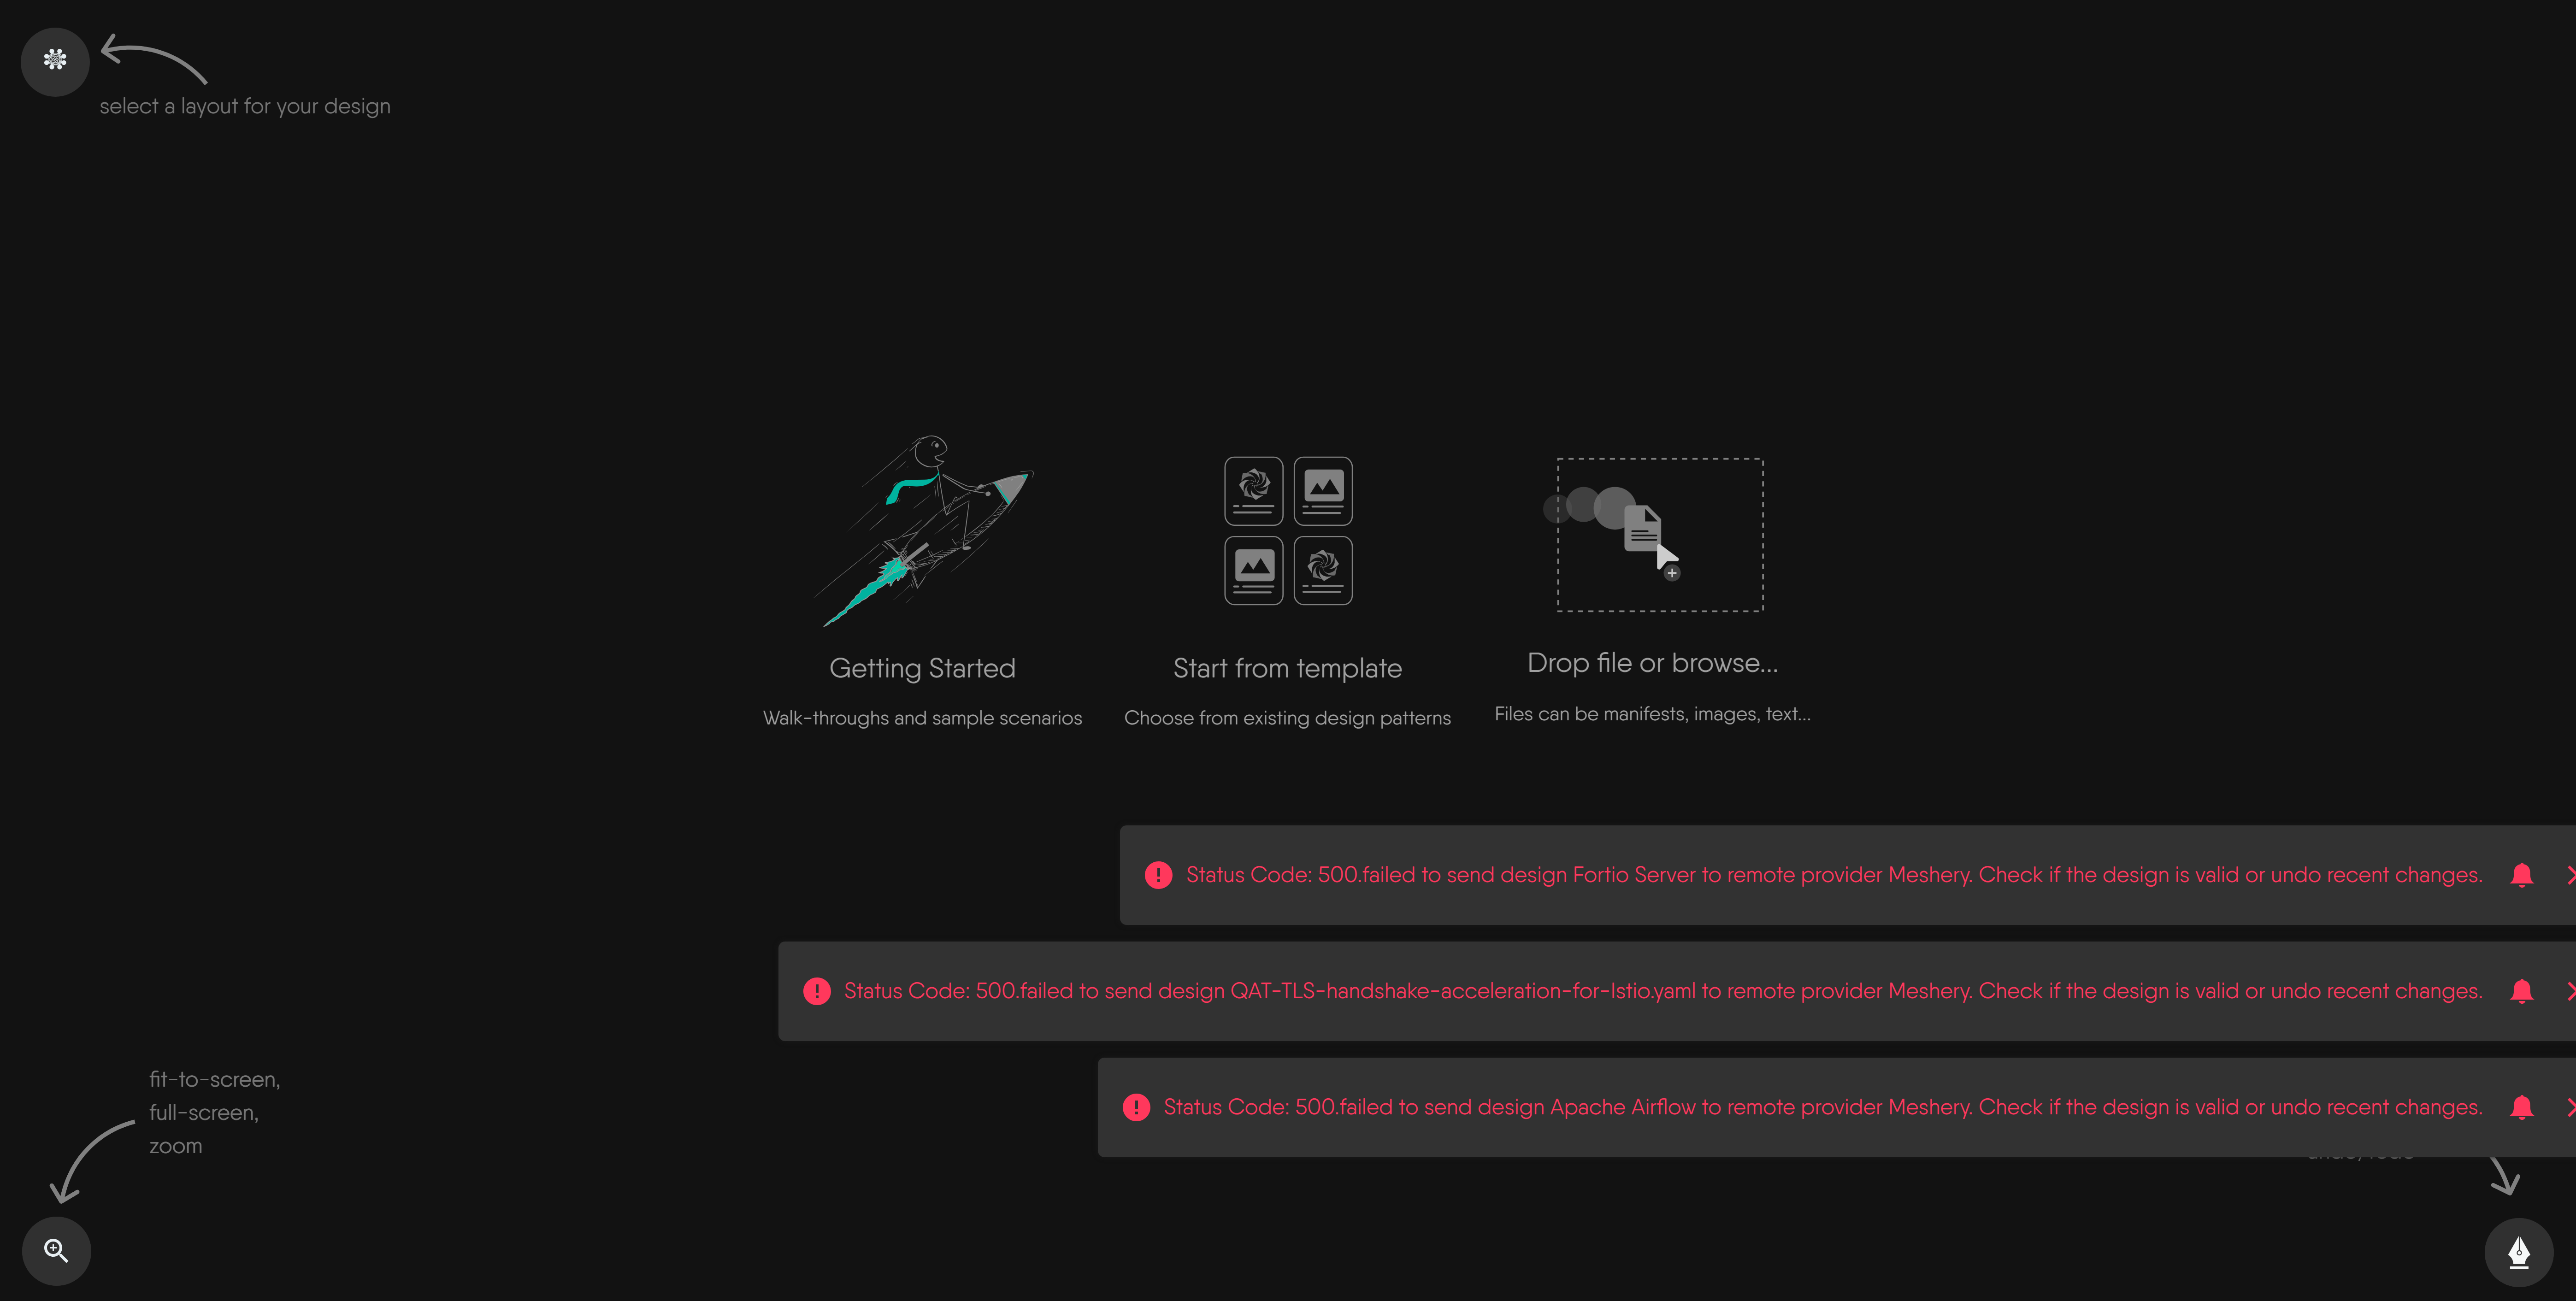 select a layout for your design
Getting Started
Walk-throughs and sample scenarios
Start from template
Choose from existing design patterns
Drop file or browse...
Files can be manifests, images, text...
Status Code: 500.failed to send design Fortio Server to remote provider Meshery. Check if the design is valid or undo recent changes.
Status Code: 500.failed to send design QAT-TLS-handshake-acceleration-for-Istio.yaml to remote provider Meshery. Check if the design is valid or undo recent changes.
Status Code: 500.failed to send design Apache Airflow to remote provider Meshery. Check if the design is valid or undo recent changes.
fit-to-screen,
full-screen,
zoom